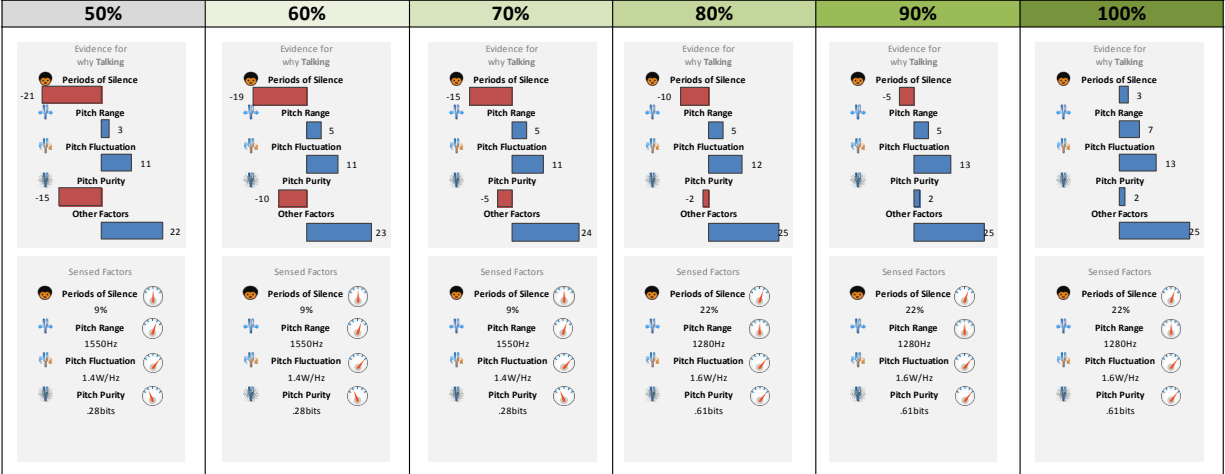 50% 60% 70% 80% 90% 100%
Evidence for
why Talking
Periods of Silence
-21
Pitch Range
3
Pitch Fluctuation
11
Pitch Purity
-15
Other Factors
22
Sensed Factors
Periods of Silence
9%
Pitch Range
1550Hz
Pitch Fluctuation
1.4W/Hz
Pitch Purity
.28bits
Evidence for
why Talking
Periods of Silence
-19
Pitch Range
5
Pitch Fluctuation
11
Pitch Purity
-10
Other Factors
23
Sensed Factors
Periods of Silence
9%
Pitch Range
1550Hz
Pitch Fluctuation
1.4W/Hz
Pitch Purity
.28bits
Evidence for
why Talking
Periods of Silence
-15
Pitch Range
5
Pitch Fluctuation
11
Pitch Purity
-5
Other Factors
24
Sensed Factors
Periods of Silence
9%
Pitch Range
1550Hz
Pitch Fluctuation
1.4W/Hz
Pitch Purity
.28bits
Evidence for
why Talking
Periods of Silence
-10
Pitch Range
5
Pitch Fluctuation
12
Pitch Purity
-2
Other Factors
25
Sensed Factors
Periods of Silence
22%
Pitch Range
1280Hz
Pitch Fluctuation
1.6W/Hz
Pitch Purity
.61bits
Evidence for
why Talking
Periods of Silence
-5
Pitch Range
5
Pitch Fluctuation
13
Pitch Purity
2
Other Factors
25
Sensed Factors
Periods of Silence
22%
Pitch Range
1280Hz
Pitch Fluctuation
1.6W/Hz
Pitch Purity
.61bits
Evidence for
why Talking
Periods of Silence
3
Pitch Range
7
Pitch Fluctuation
13
Pitch Purity
2
Other Factors
25
Sensed Factors
Periods of Silence
22%
Pitch Range
1280Hz
Pitch Fluctuation
1.6W/Hz
Pitch Purity
.61bits